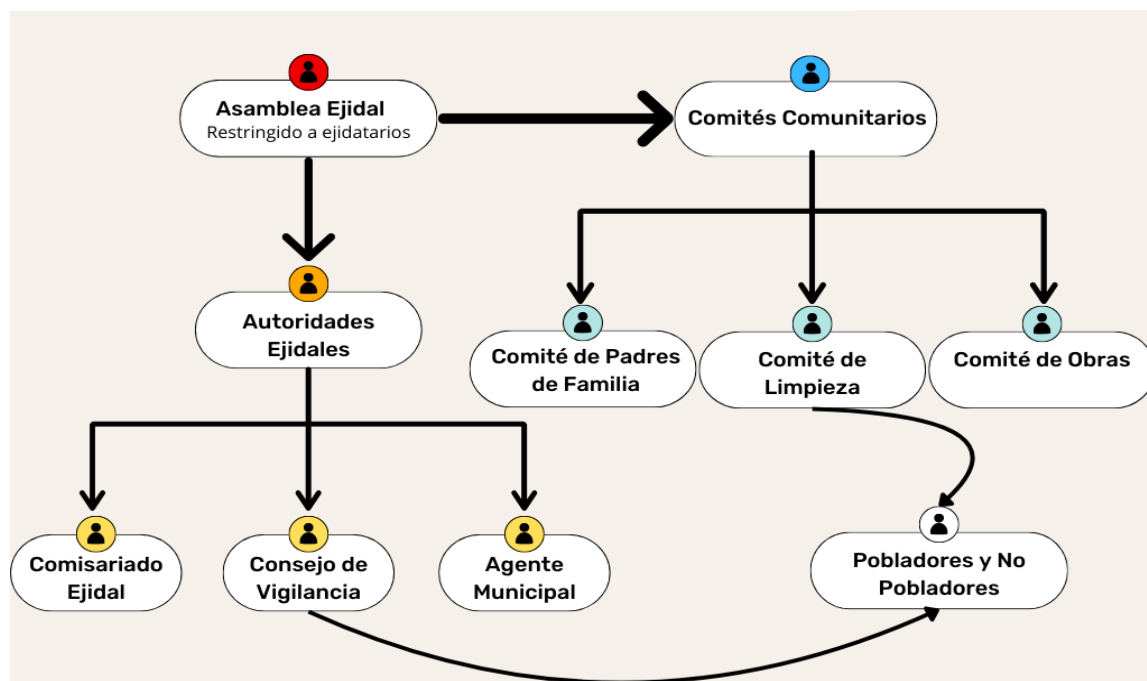 Asamblea Ejidal
Restringido a ejidatarios
Comités Comunitarios
Autoridades
Ejidales
Comité de Padres
de Familia
Comité de
Limpieza
Comité de Obras
Comisariado
Ejidal
Consejo de
Vigilancia
Agente
Municipal
Pobladores y No
Pobladores